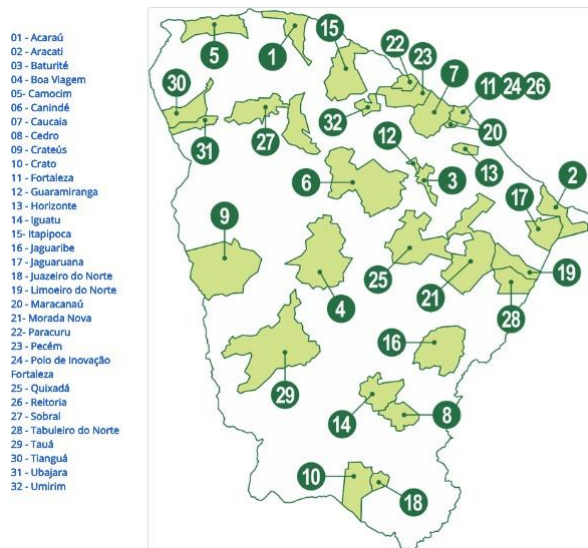 01 - Acaraú
02 - Aracati
03 - Baturité
04 - Boa Viagem
05- Camocim
06 - Canindé
07 - Caucaia
08 - Cedro
09 - Crateús
10 - Crato
11 - Fortaleza
12 - Guaramiranga
13 - Horizonte
14 - Iguatu
15- Itapipoca
16 - Jaguaribe
17 - Jaguaruana
18 - Juazeiro do Norte
19 - Limoeiro do Norte
20 - Maracanaú
21- Morada Nova
22- Paracuru
23 - Pecém
24 - Polo de Inovação
Fortaleza
25 - Quixadá
26 - Reitoria
27 - Sobral
28 - Tabuleiro do Norte
29 - Tauá
30 - Tianguá
31 - Ubajara
32 - Umirim
5
1
15
22
23
7
11 24 26
30
31
27
32
20
12
13
6
3
2
17
9
4
25
21
19
28
16
29
14
8
10
18